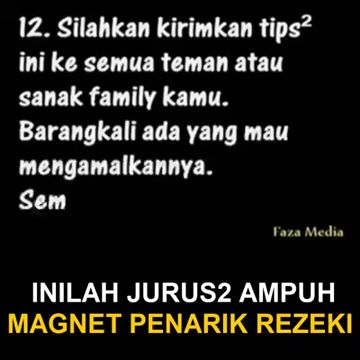 12. Silahkan kirimkan tips²
ini ke semua teman atau
sanak family kamu.
Barangkali ada yang mau
mengamalkannya.
Sem
Faza Media
INILAH JURUS2 AMPUH
MAGNET PENARIK REZEKI